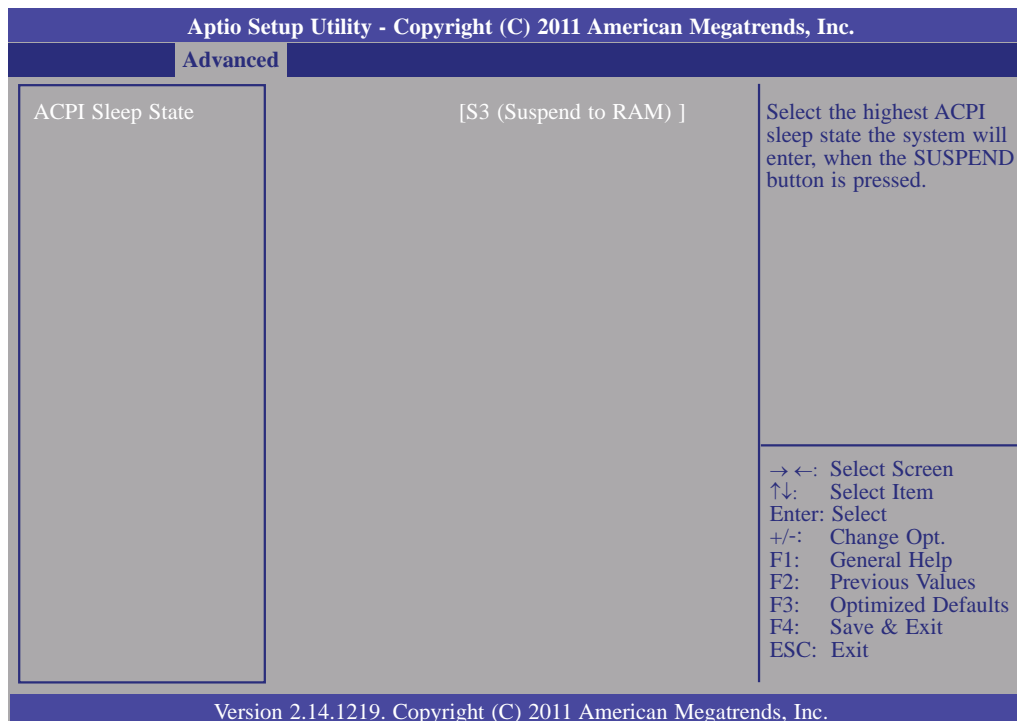 Aptio Setup Utility - Copyright (C) 2011 American Megatrends, Inc.
Advanced
ACPI Sleep State [S3 (Suspend to RAM) ]
Select the highest ACPI
sleep state the system will
enter, when the SUSPEND
button is pressed.
→ ←: Select Screen
↑↓: Select Item
Enter: Select
+/-: Change Opt.
F1: General Help
F2: Previous Values
F3: Optimized Defaults
F4: Save & Exit
ESC: Exit
Version 2.14.1219. Copyright (C) 2011 American Megatrends, Inc.